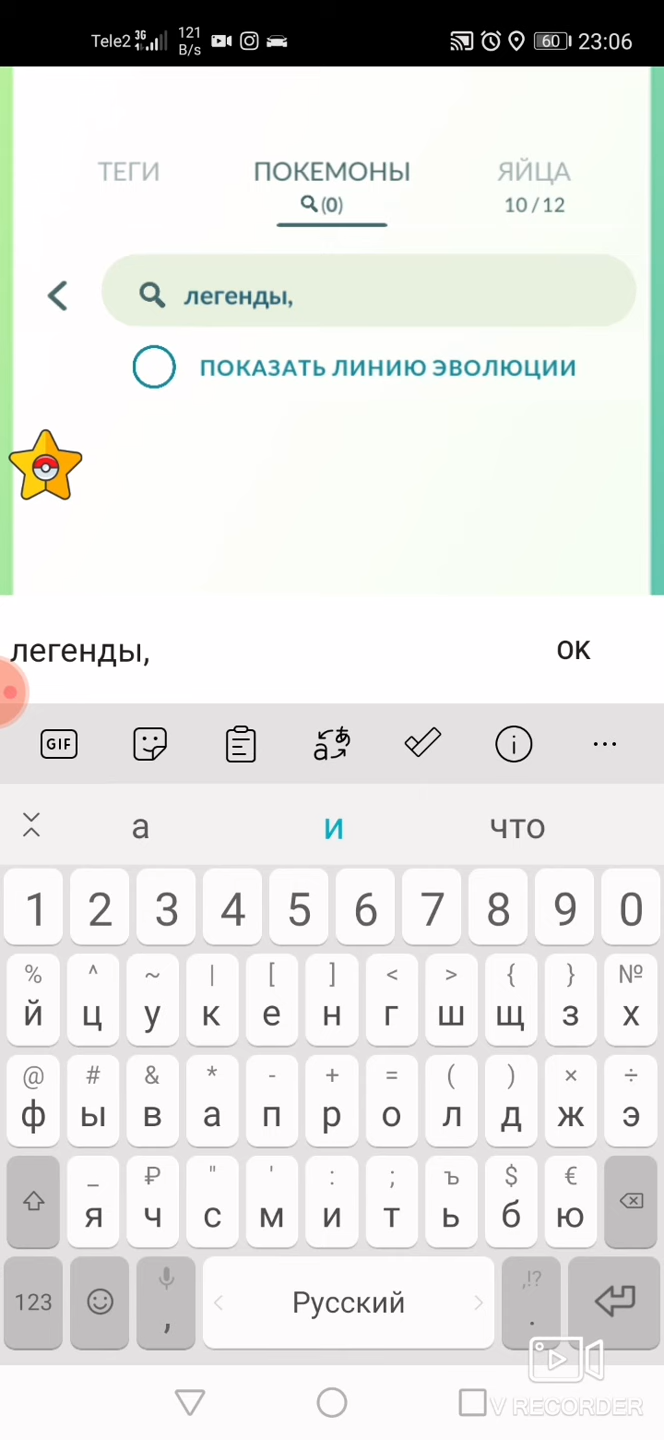 Tele2 3G 121 B/s 60 23:06
ТЕГИ ПОКЕМОНЫ ЯЙЦА
(0) 10 / 12
легенды,
ПОКАЗАТЬ ЛИНИЮ ЭВОЛЮЦИИ
легенды, ОК
GIF
а и что
1 2 3 4 5 6 7 8 9 0
% ^ ~ | [ ] < > { } №
й ц у к е н г ш щ з х
@ # & * - + = ( ) × ÷
ф ы в а п р о л д ж э
_ ₽ " ' : ; ъ $ €
я ч с м и т ь б ю
,!?
123 , Русский .
V RECORDER